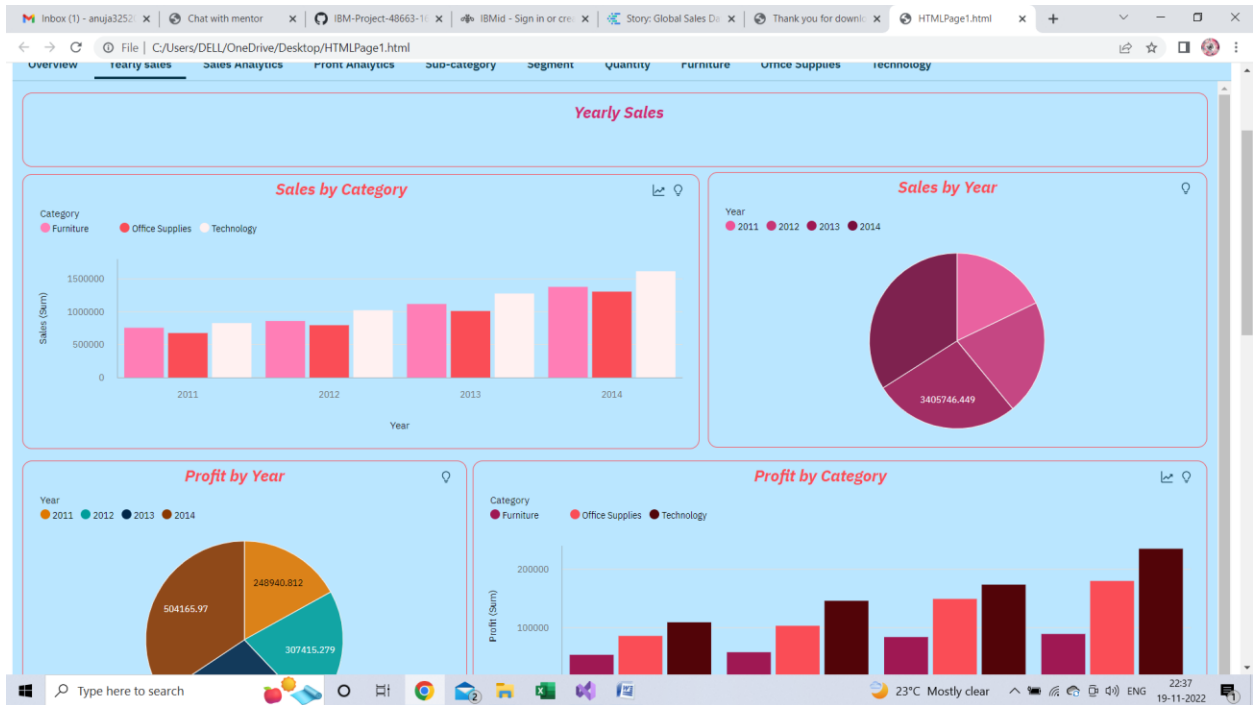 Inbox (1) - anuja3252
Chat with mentor
IBM-Project-48663-1
IBMid - Sign in or cre
Story: Global Sales Da
Thank you for downlo
HTMLPage1.html
File | C:/Users/DELL/OneDrive/Desktop/HTMLPage1.html
Overview Yearly sales Sales Analytics Profit Analytics Sub-category Segment Quantity Furniture Office Supplies Technology
Yearly Sales
Sales by Category
Category
Furniture Office Supplies Technology
Sales (Sum)
1500000
1000000
500000
0
2011 2012 2013 2014
Year
Sales by Year
Year
2011 2012 2013 2014
3405746.449
Profit by Year
Year
2011 2012 2013 2014
248940.812
504165.97
307415.279
Profit by Category
Category
Furniture Office Supplies Technology
Profit (Sum)
200000
100000
Type here to search
2
23°C Mostly clear
ENG
22:37
19-11-2022
1